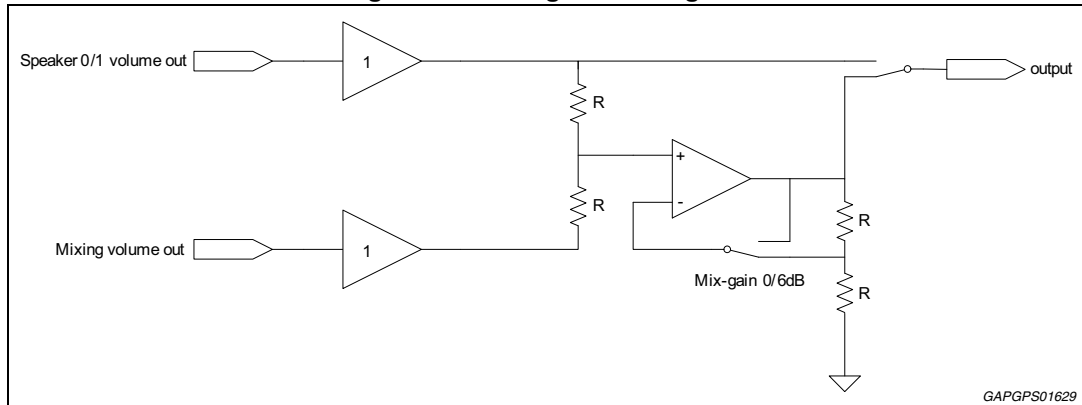 Speaker 0/1 volume out
1
output
R
+
-
R
R
Mixing volume out
1
Mix-gain 0/6dB
R
GAPGPS01629